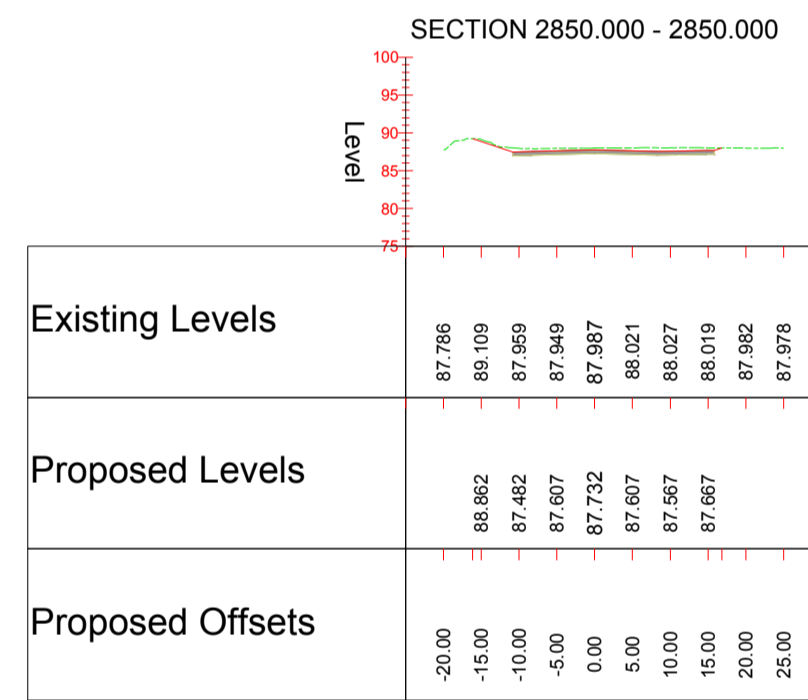 SECTION 2850.000 - 2850.000
100
95
90
85
80
75
Level
Existing Levels
87.786 89.109 87.959 87.949 87.987 88.021 88.027 88.019 87.982 87.978
Proposed Levels
88.862 87.482 87.607 87.732 87.607 87.567 87.667
Proposed Offsets
-20.00 -15.00 -10.00 -5.00 0.00 5.00 10.00 15.00 20.00 25.00